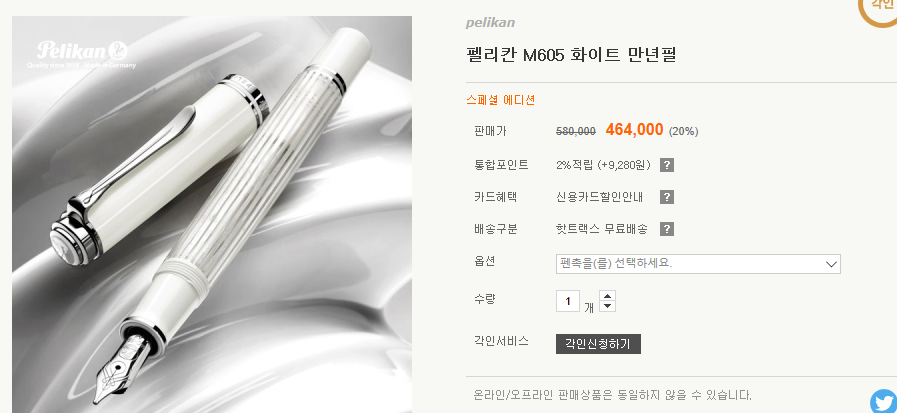 각인
pelikan
Pelikan
펠리칸 M605 화이트 만년필
스페셜 에디션
판매가 580,000 464,000 (20%)
통합포인트 2%적립 (+9,280원) ?
카드혜택 신용카드할인안내 ?
배송구분 핫트랙스 무료배송 ?
옵션 펜촉을(를) 선택하세요.
수량 1 개
각인서비스 각인신청하기
온라인/오프라인 판매상품은 동일하지 않을 수 있습니다.